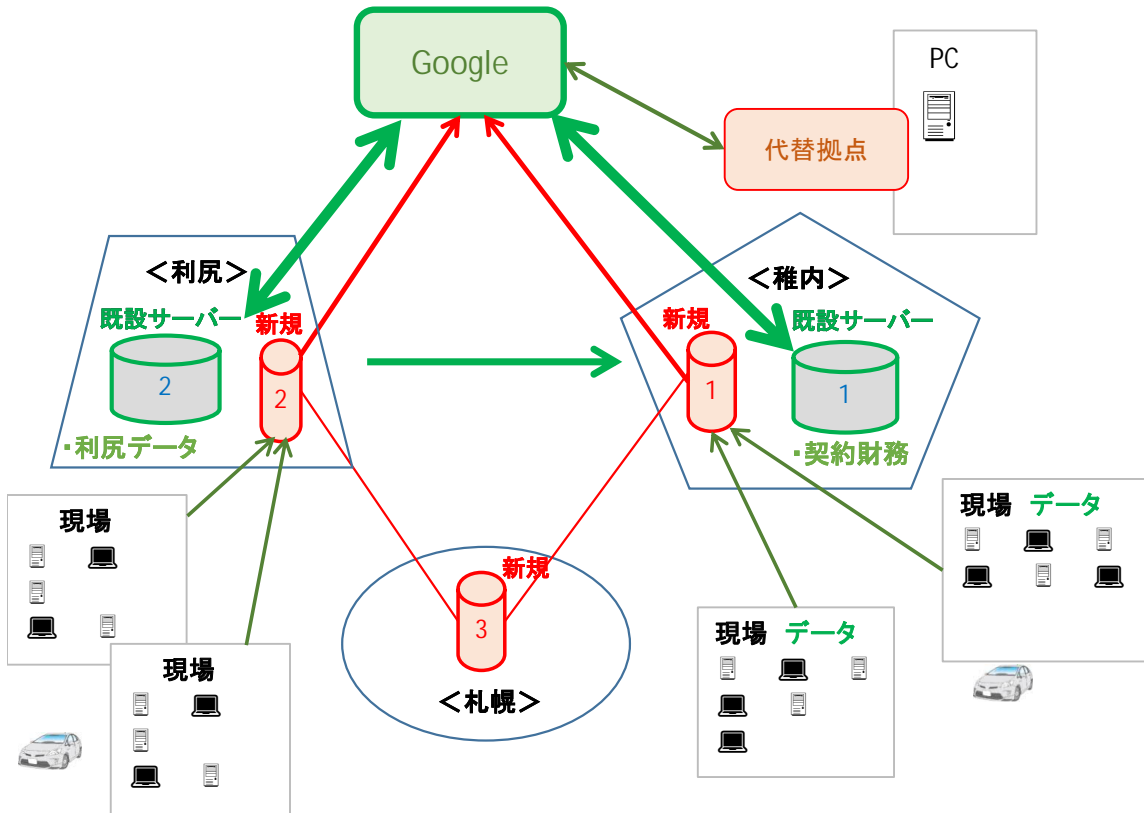 Google
PC
代替拠点
＜利尻＞
既設サーバー
新規
2
2
・利尻データ
＜稚内＞
新規
既設サーバー
1
1
・契約財務
現場
現場
新規
3
＜札幌＞
現場 データ
現場 データ